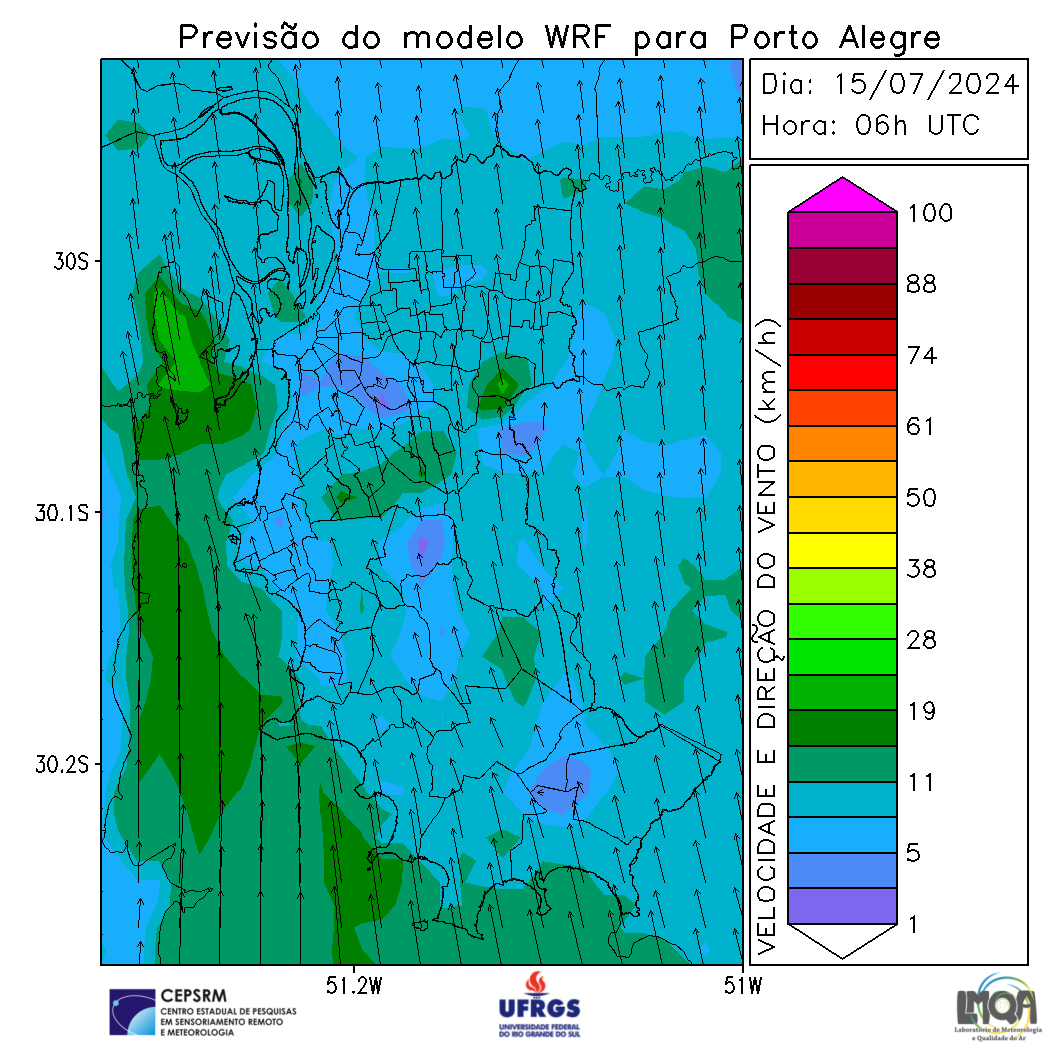 Previsão do modelo WRF para Porto Alegre
Dia: 15/07/2024
Hora: 06h UTC
30S
30.1S
30.2S
51.2W
51W
VELOCIDADE E DIREÇÃO DO VENTO (km/h)
100
88
74
61
50
38
28
19
11
5
1
CEPSRM
CENTRO ESTADUAL DE PESQUISAS
EM SENSORIAMENTO REMOTO
E METEOROLOGIA
UFRGS
UNIVERSIDADE FEDERAL
DO RIO GRANDE DO SUL
LMQA
Laboratório de Meteorologia
e Qualidade do Ar